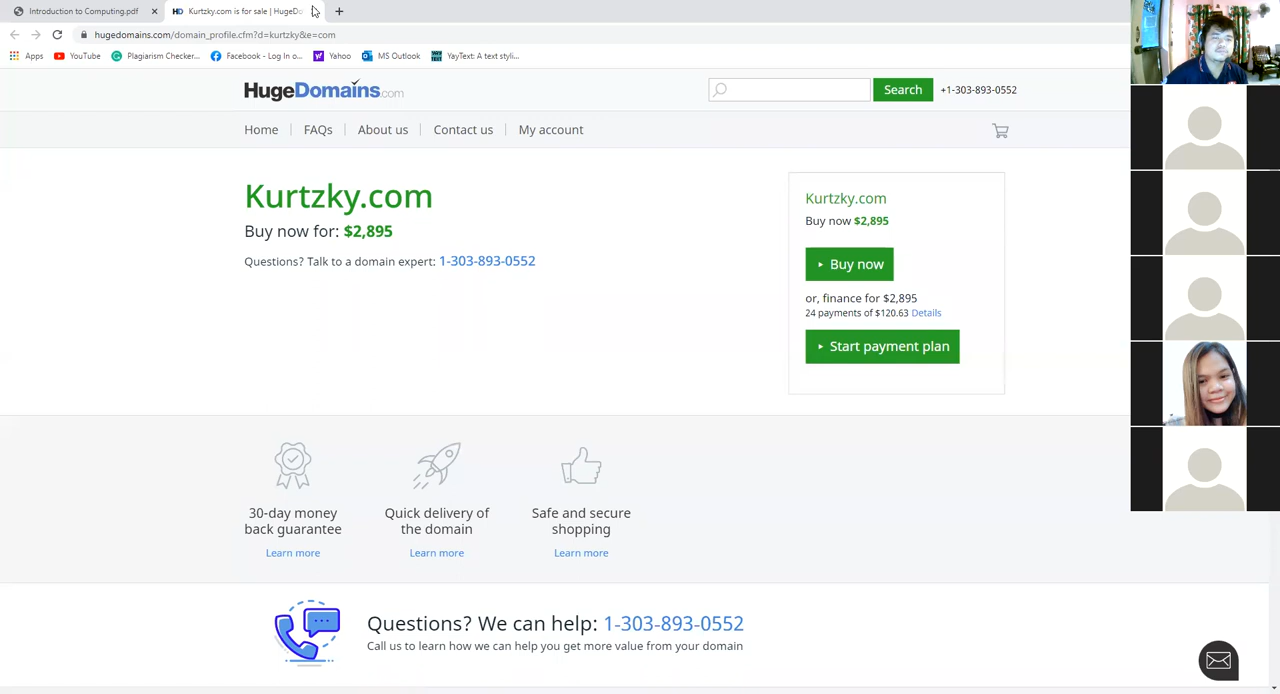 Introduction to Computing.pdf
Kurtzky.com is for sale | HugeDo
hugedomains.com/domain_profile.cfm?d=kurtzky&e=com
Apps YouTube Plagiarism Checker... Facebook - Log In o... Yahoo MS Outlook YayText: A text styli...
HugeDomains.com
Search +1-303-893-0552
Home FAQs About us Contact us My account
Kurtzky.com
Buy now for: $2,895
Questions? Talk to a domain expert: 1-303-893-0552
Kurtzky.com
Buy now $2,895
Buy now
or, finance for $2,895
24 payments of $120.63 Details
Start payment plan
30-day money
back guarantee
Learn more
Quick delivery of
the domain
Learn more
Safe and secure
shopping
Learn more
Questions? We can help: 1-303-893-0552
Call us to learn how we can help you get more value from your domain